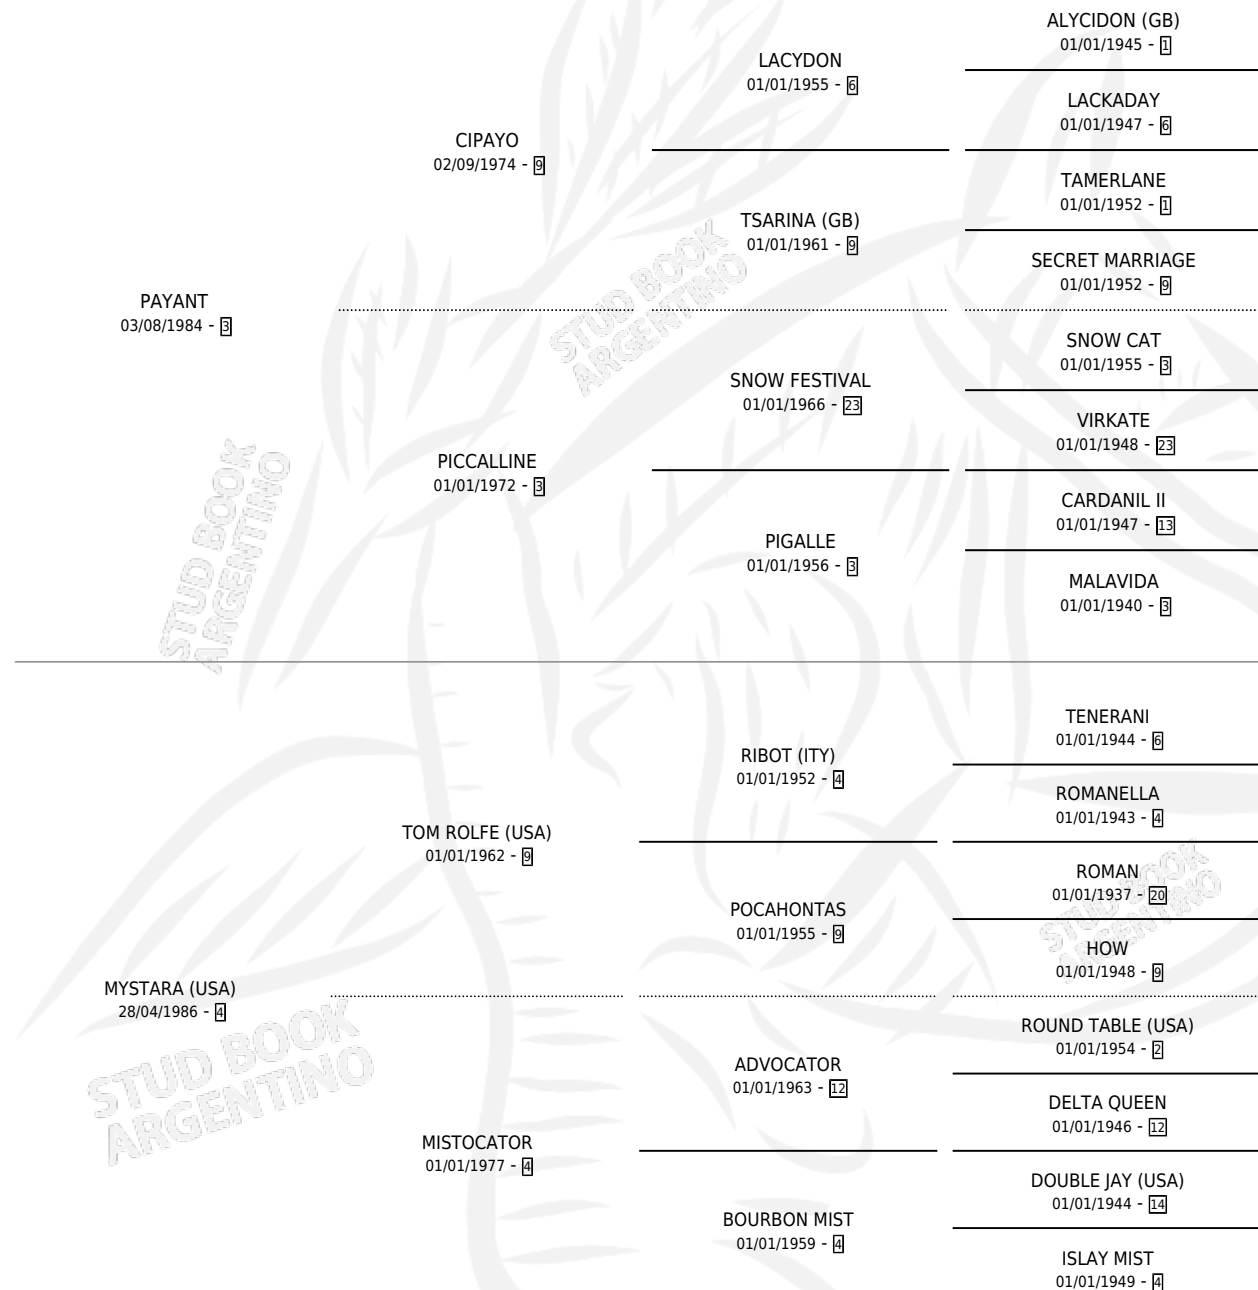 ALYCIDON (GB)
01/01/1945 - 1
LACYDON
01/01/1955 - 6
LACKADAY
01/01/1947 - 6
CIPAYO
02/09/1974 - 9
TAMERLANE
01/01/1952 - 1
TSARINA (GB)
01/01/1961 - 9
SECRET MARRIAGE
01/01/1952 - 9
PAYANT
03/08/1984 - 3
STUD BOOK
ARGENTINO
SNOW CAT
01/01/1955 - 3
SNOW FESTIVAL
01/01/1966 - 23
VIRKATE
01/01/1948 - 23
PICCALLINE
01/01/1972 - 3
CARDANIL II
01/01/1947 - 13
PIGALLE
01/01/1956 - 3
MALAVIDA
01/01/1940 - 3
STUD BOOK
ARGENTINO
TENERANI
01/01/1944 - 6
RIBOT (ITY)
01/01/1952 - 4
ROMANELLA
01/01/1943 - 4
TOM ROLFE (USA)
01/01/1962 - 9
ROMAN
01/01/1937 - 20
POCAHONTAS
01/01/1955 - 9
HOW
01/01/1948 - 9
STUD BOOK
ARGENTINO
MYSTARA (USA)
28/04/1986 - 4
ROUND TABLE (USA)
01/01/1954 - 2
ADVOCATOR
01/01/1963 - 12
DELTA QUEEN
01/01/1946 - 12
STUD BOOK
ARGENTINO
MISTOCATOR
01/01/1977 - 4
DOUBLE JAY (USA)
01/01/1944 - 14
BOURBON MIST
01/01/1959 - 4
ISLAY MIST
01/01/1949 - 4